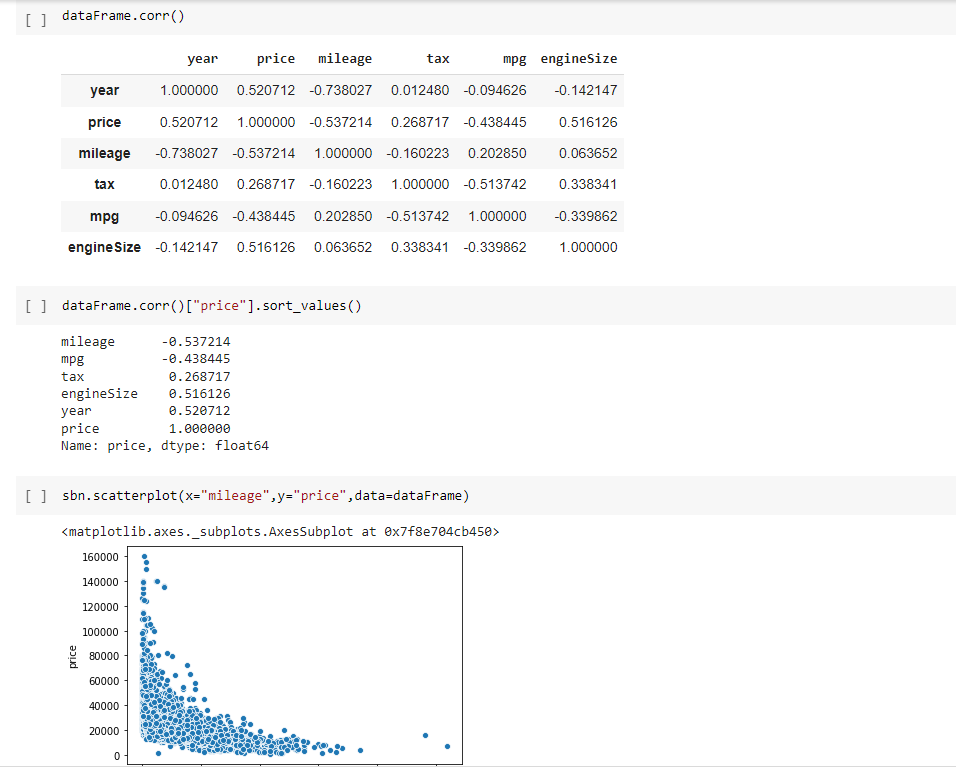 [ ] dataFrame.corr()
year price mileage tax mpg engineSize
year 1.000000 0.520712 -0.738027 0.012480 -0.094626 -0.142147
price 0.520712 1.000000 -0.537214 0.268717 -0.438445 0.516126
mileage -0.738027 -0.537214 1.000000 -0.160223 0.202850 0.063652
tax 0.012480 0.268717 -0.160223 1.000000 -0.513742 0.338341
mpg -0.094626 -0.438445 0.202850 -0.513742 1.000000 -0.339862
engineSize -0.142147 0.516126 0.063652 0.338341 -0.339862 1.000000
[ ] dataFrame.corr()["price"].sort_values()
mileage -0.537214
mpg -0.438445
tax 0.268717
engineSize 0.516126
year 0.520712
price 1.000000
Name: price, dtype: float64
[ ] sbn.scatterplot(x="mileage",y="price",data=dataFrame)
<matplotlib.axes._subplots.AxesSubplot at 0x7f8e704cb450>
160000
140000
120000
100000
80000
60000
40000
20000
0
price